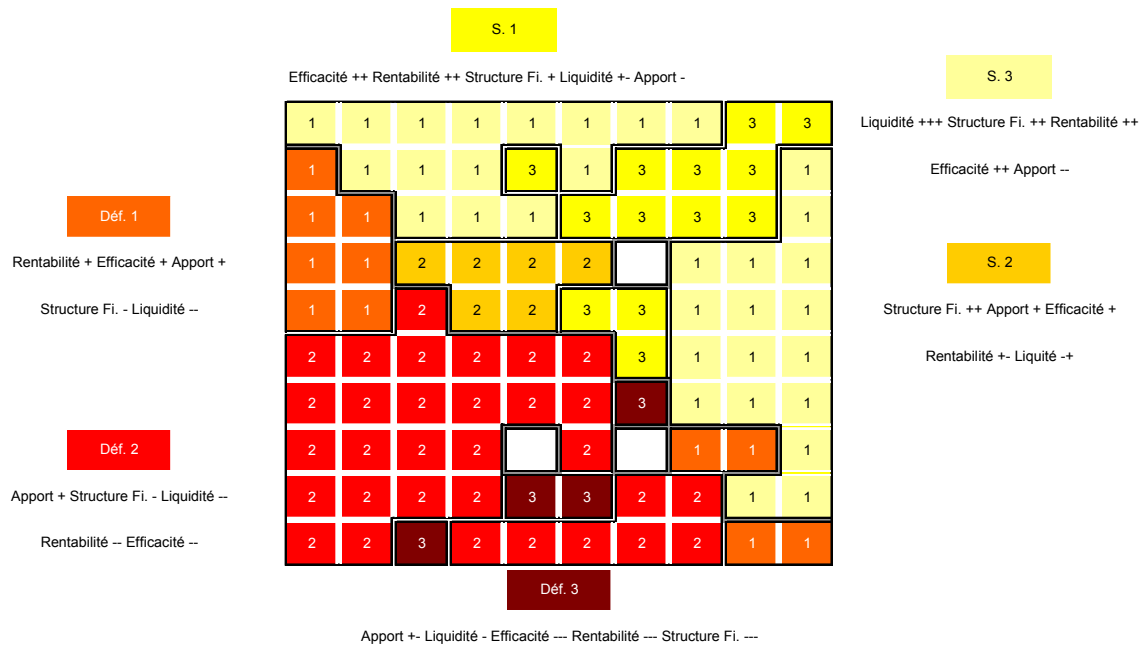 S. 1
Efficacité ++ Rentabilité ++ Structure Fi. + Liquidité +- Apport -
S. 3
Liquidité +++ Structure Fi. ++ Rentabilité ++
Efficacité ++ Apport --
Déf. 1
Rentabilité + Efficacité + Apport +
Structure Fi. - Liquidité --
S. 2
Structure Fi. ++ Apport + Efficacité +
Rentabilité +- Liquité -+
Déf. 2
Apport + Structure Fi. - Liquidité --
Rentabilité -- Efficacité --
1 1 1 1 1 1 1 1 3 3
1 1 1 1 3 1 3 3 3 1
1 1 1 1 1 3 3 3 3 1
1 1 2 2 2 2 1 1 1
1 1 2 2 2 3 3 1 1 1
2 2 2 2 2 2 3 1 1 1
2 2 2 2 2 2 3 1 1 1
2 2 2 2 2 1 1 1
2 2 2 2 3 3 2 2 1 1
2 2 3 2 2 2 2 2 1 1
Déf. 3
Apport +- Liquidité - Efficacité --- Rentabilité --- Structure Fi. ---